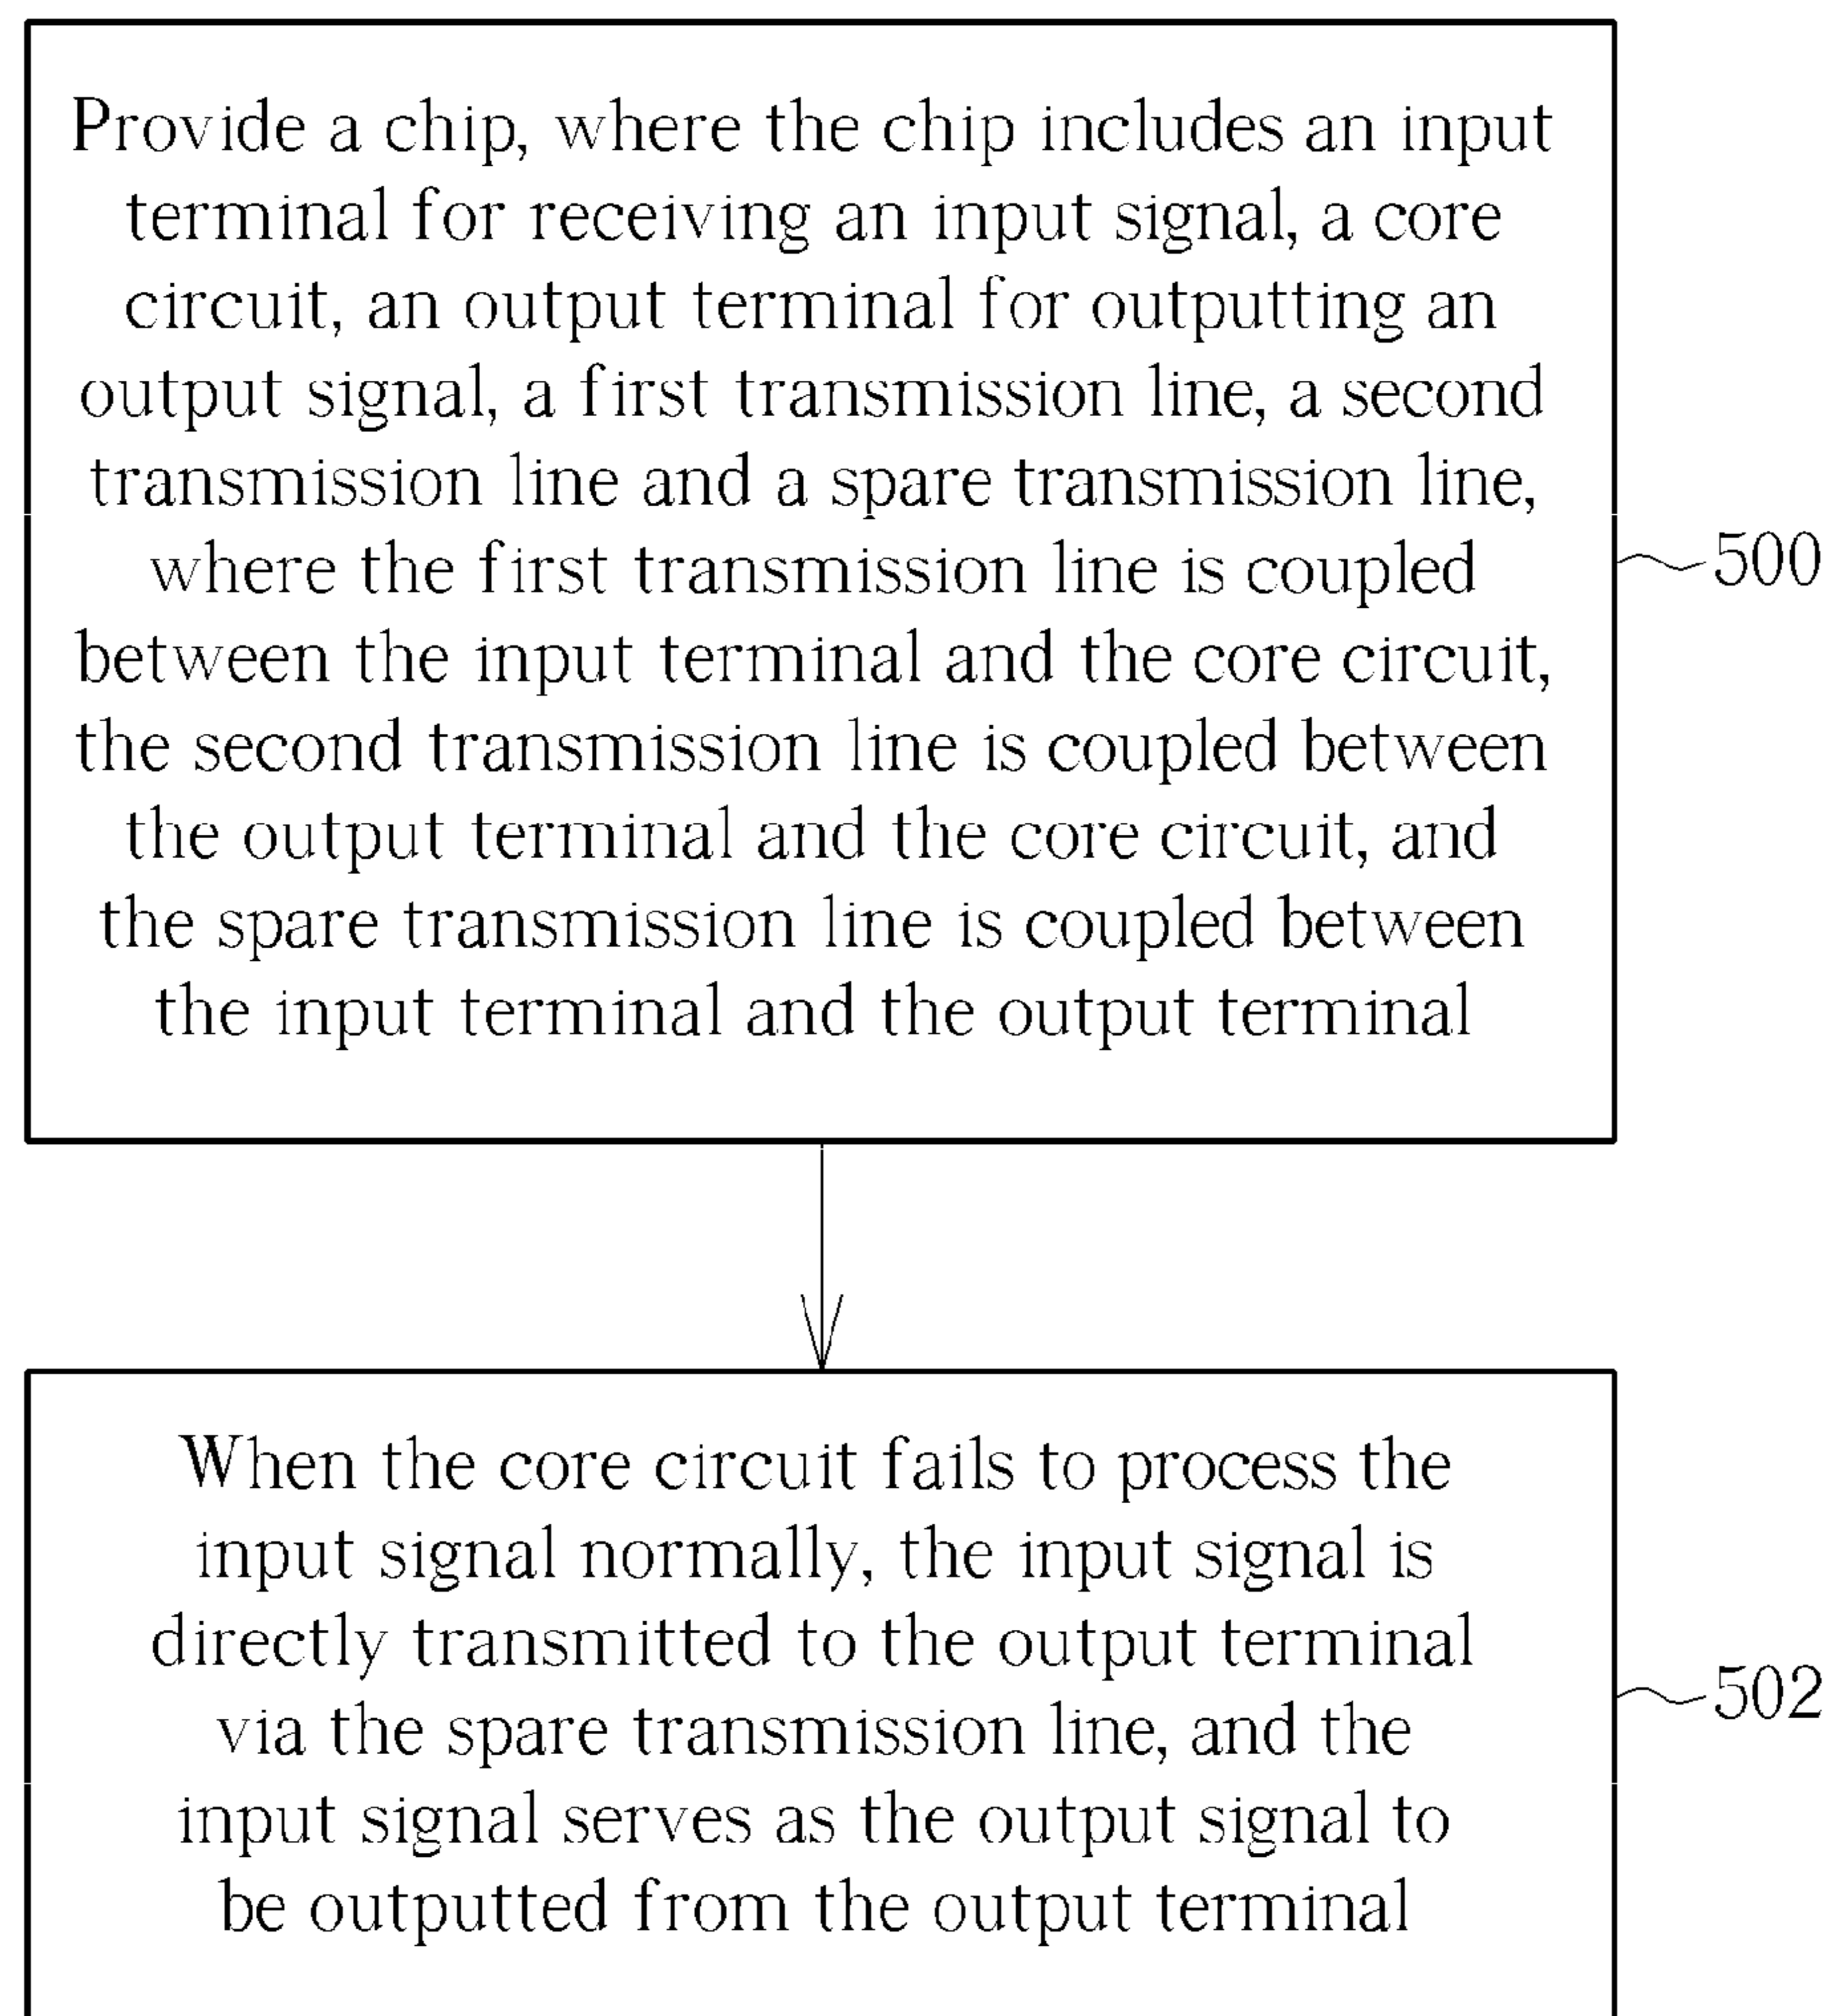 Provide a chip, where the chip includes an input
terminal for receiving an input signal, a core
circuit, an output terminal for outputting an
output signal, a first transmission line, a second
transmission line and a spare transmission line,
where the first transmission line is coupled
between the input terminal and the core circuit,
the second transmission line is coupled between
the output terminal and the core circuit, and
the spare transmission line is coupled between
the input terminal and the output terminal
500
When the core circuit fails to process the
input signal normally, the input signal is
directly transmitted to the output terminal
via the spare transmission line, and the
input signal serves as the output signal to
be outputted from the output terminal
502